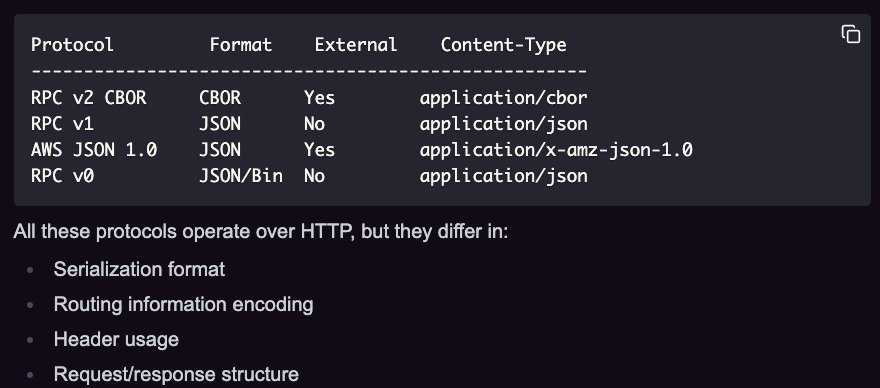 Protocol Format External Content-Type
-----------------------------------------------------
RPC v2 CBOR CBOR Yes application/cbor
RPC v1 JSON No application/json
AWS JSON 1.0 JSON Yes application/x-amz-json-1.0
RPC v0 JSON/Bin No application/json
All these protocols operate over HTTP, but they differ in:
• Serialization format
• Routing information encoding
• Header usage
• Request/response structure